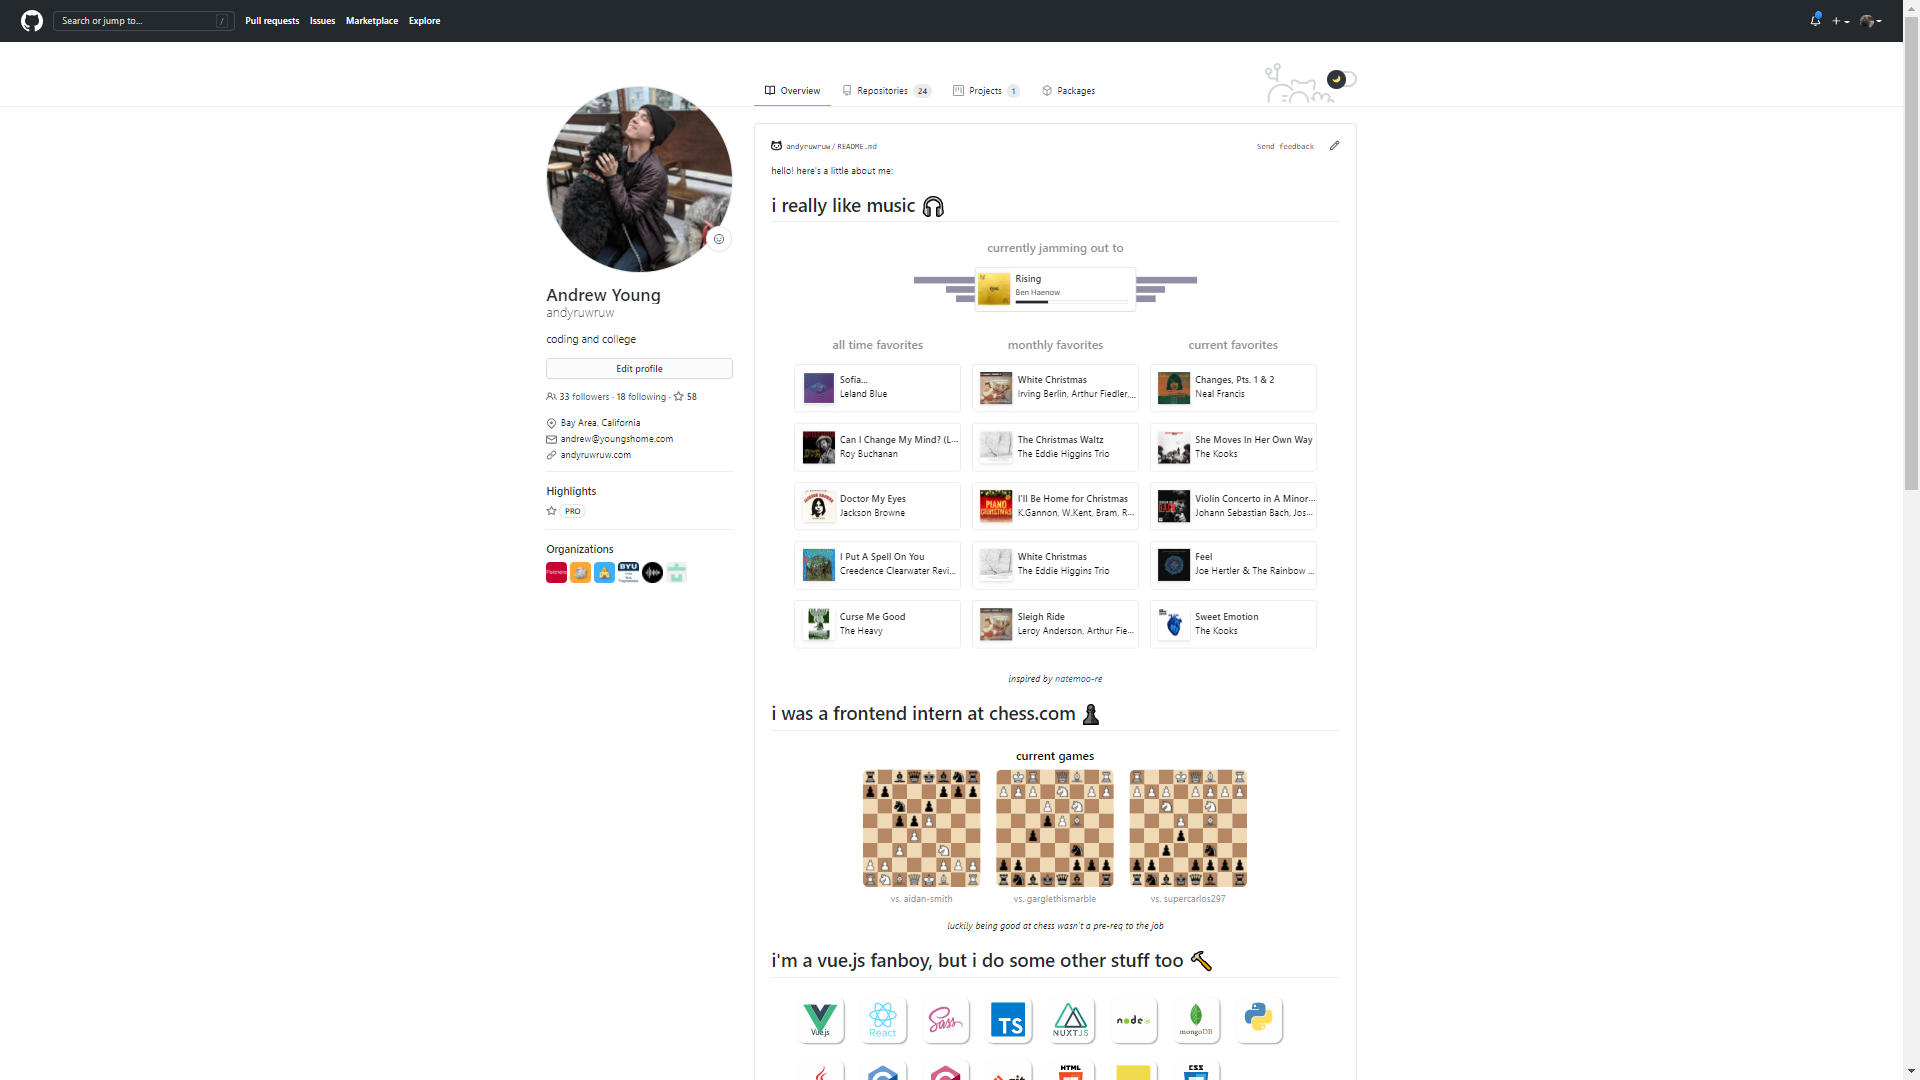 Search or jump to... /
Pull requests Issues Marketplace Explore
Overview Repositories 24 Projects 1 Packages
Andrew Young
andyruwruw
coding and college
Edit profile
33 followers · 18 following · 58
Bay Area, California
andrew@youngshome.com
andyruwruw.com
Highlights
PRO
Organizations
BYU
andyruwruw / README.md
Send feedback
hello! here's a little about me:
i really like music
currently jamming out to
Rising
Ben Haenow
all time favorites
Sofia...
Leland Blue
Can I Change My Mind? (L...
Roy Buchanan
Doctor My Eyes
Jackson Browne
I Put A Spell On You
Creedence Clearwater Revi...
Curse Me Good
The Heavy
monthly favorites
White Christmas
Irving Berlin, Arthur Fiedler,...
The Christmas Waltz
The Eddie Higgins Trio
I'll Be Home for Christmas
K.Gannon, W.Kent, Bram, R...
White Christmas
The Eddie Higgins Trio
Sleigh Ride
Leroy Anderson, Arthur Fie...
current favorites
Changes, Pts. 1 & 2
Neal Francis
She Moves In Her Own Way
The Kooks
Violin Concerto in A Minor...
Johann Sebastian Bach, Jos...
Feel
Joe Hertler & The Rainbow ...
Sweet Emotion
The Kooks
inspired by natemoo-re
i was a frontend intern at chess.com
current games
vs. aidan-smith
vs. garglethismarble
vs. supercarlos297
luckily being good at chess wasn't a pre-req to the job
i'm a vue.js fanboy, but i do some other stuff too
Vue.js
React
Sass
TS
NUXTJS
node
mongoDB
git
HTML
CSS